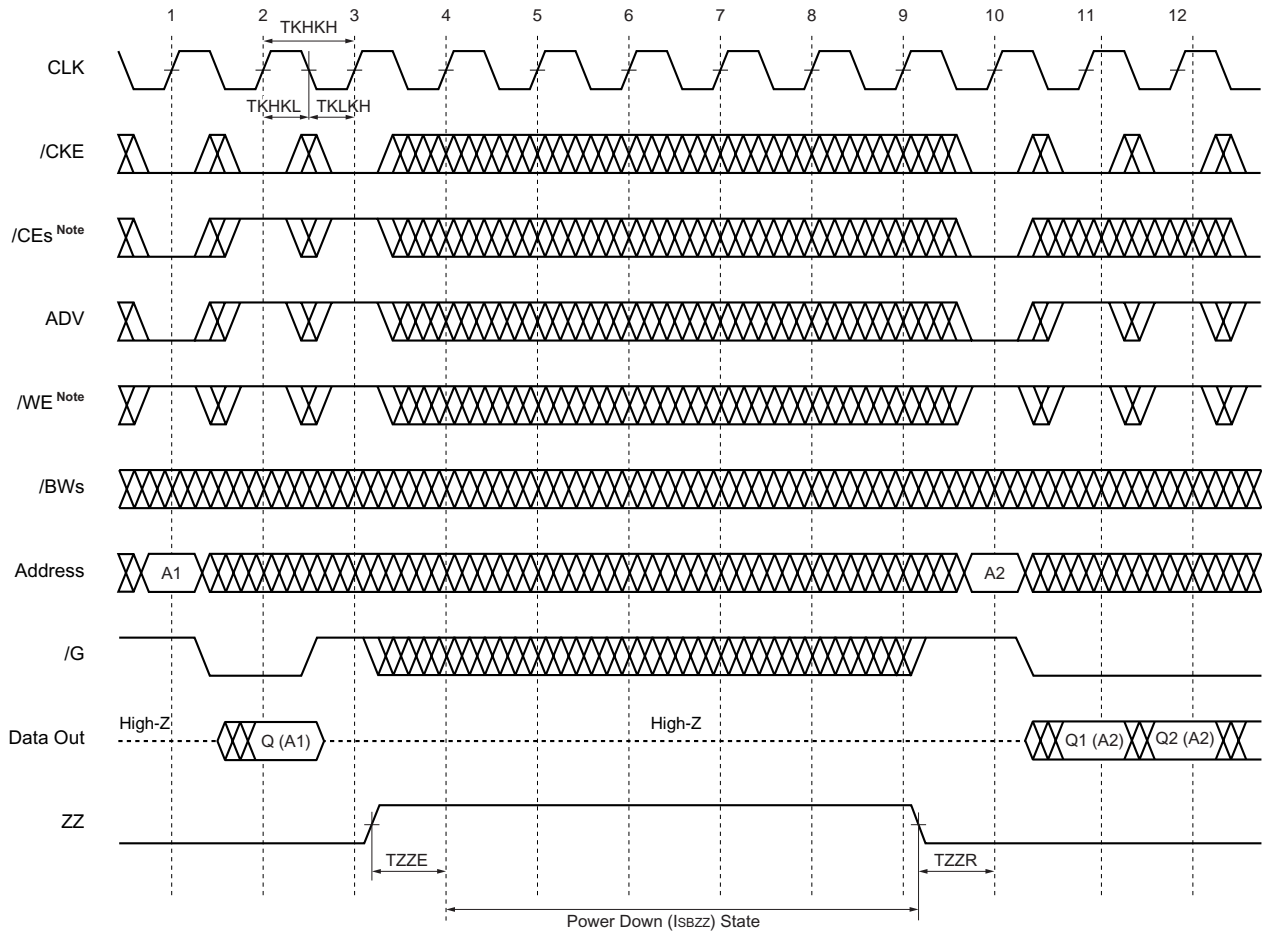 1 2 3 4 5 6 7 8 9 10 11 12
TKHKH
CLK
TKHKL TKLKH
/CKE
/CEs Note
ADV
/WE Note
/BWs
Address A1 A2
/G
High-Z High-Z
Data Out Q (A1) Q1 (A2) Q2 (A2)
ZZ
TZZE TZZR
Power Down (ISBZZ) State